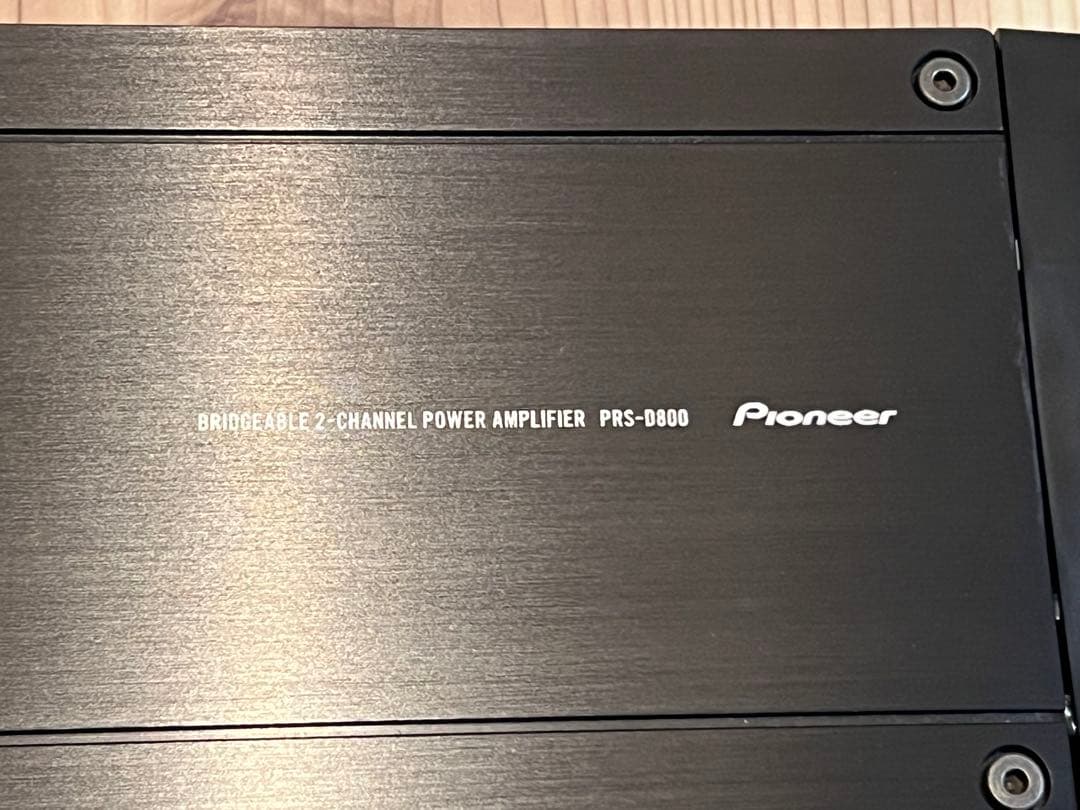 BRIDGEABLE 2-CHANNEL POWER AMPLIFIER PRS-D800 Pioneer